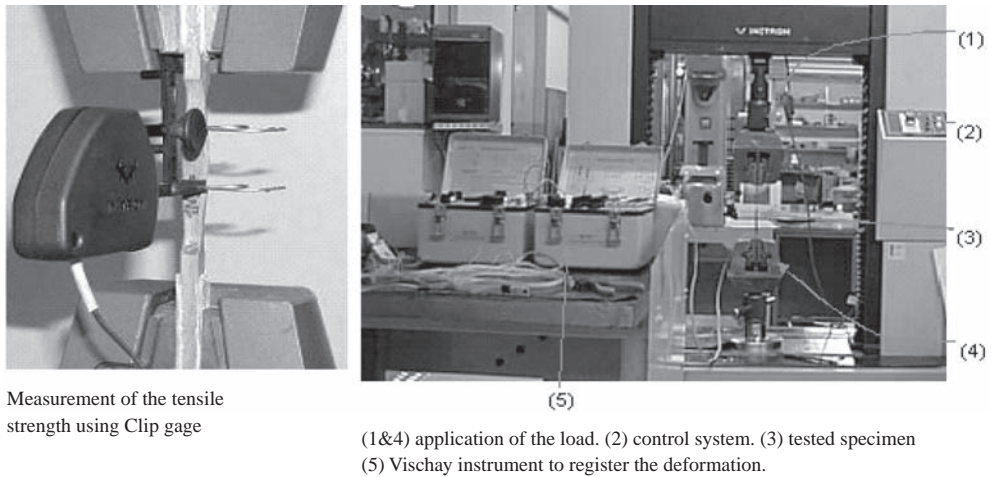 INSTRON
(1)
(2)
(3)
(4)
(5)
Measurement of the tensile
strength using Clip gage
(1&4) application of the load. (2) control system. (3) tested specimen
(5) Vischay instrument to register the deformation.